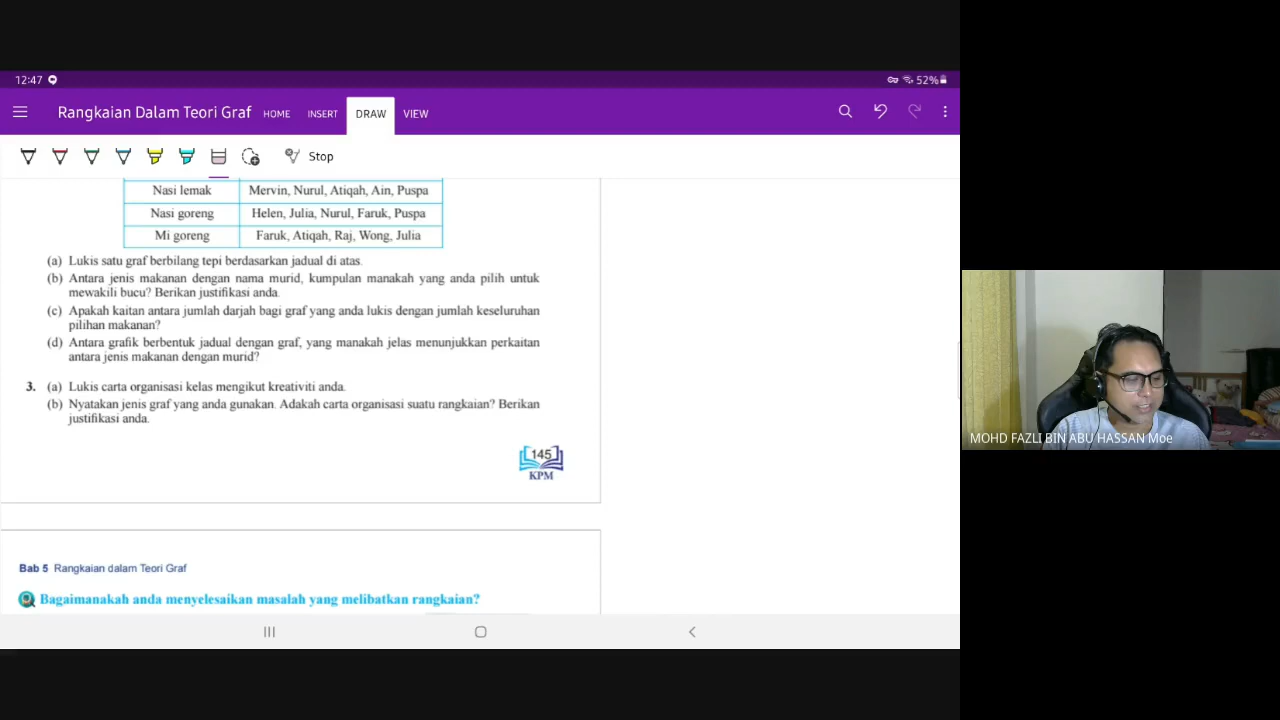 12:47
52%
Rangkaian Dalam Teori Graf HOME INSERT DRAW VIEW
Stop
Nasi lemak Mervin, Nurul, Atiqah, Ain, Puspa
Nasi goreng Helen, Julia, Nurul, Faruk, Puspa
Mi goreng Faruk, Atiqah, Raj, Wong, Julia
(a) Lukis satu graf berbilang tepi berdasarkan jadual di atas.
(b) Antara jenis makanan dengan nama murid, kumpulan manakah yang anda pilih untuk
mewakili bucu? Berikan justifikasi anda.
(c) Apakah kaitan antara jumlah darjah bagi graf yang anda lukis dengan jumlah keseluruhan
pilihan makanan?
(d) Antara grafik berbentuk jadual dengan graf, yang manakah jelas menunjukkan perkaitan
antara jenis makanan dengan murid?
3. (a) Lukis carta organisasi kelas mengikut kreativiti anda.
(b) Nyatakan jenis graf yang anda gunakan. Adakah carta organisasi suatu rangkaian? Berikan
justifikasi anda.
145
KPM
Bab 5 Rangkaian dalam Teori Graf
Bagaimanakah anda menyelesaikan masalah yang melibatkan rangkaian?
MOHD FAZLI BIN ABU HASSAN Moe